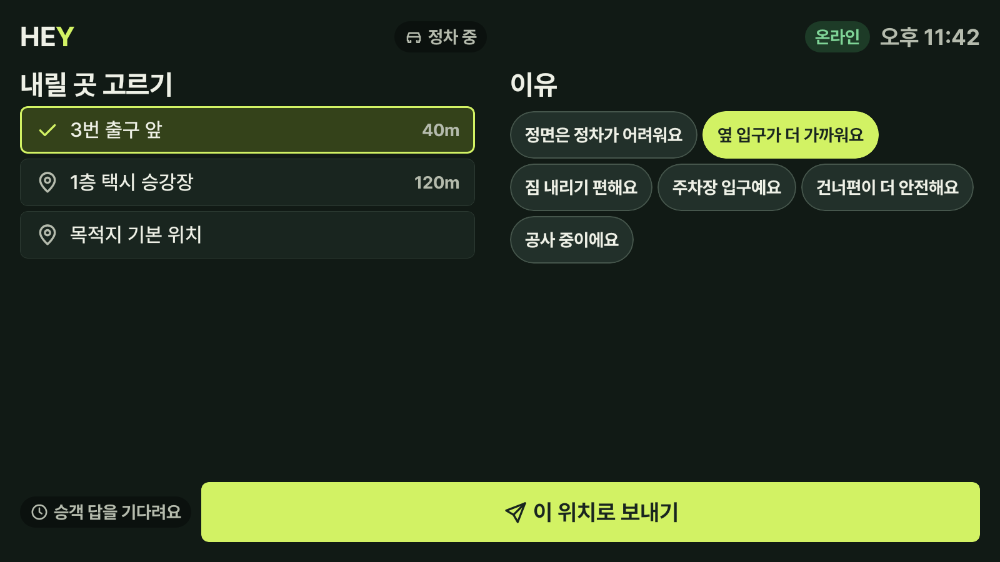 HEY
정차 중
온라인
오후 11:42
내릴 곳 고르기
3번 출구 앞 40m
1층 택시 승강장 120m
목적지 기본 위치
이유
정면은 정차가 어려워요 옆 입구가 더 가까워요
짐 내리기 편해요 주차장 입구예요 건너편이 더 안전해요
공사 중이에요
승객 답을 기다려요
이 위치로 보내기